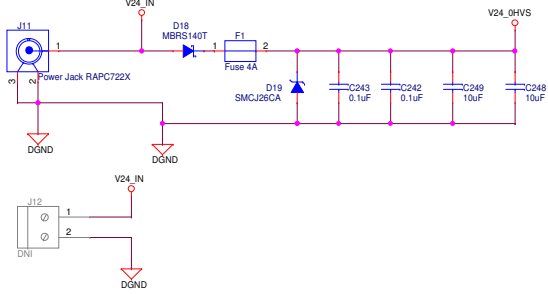 V24_IN
V24_0HVS
J11
D18
MBRS140T
F1
1
1
2
Fuse 4A
Power Jack RAPC722X
3
2
D19
SMCJ26CA
C243
0.1uF
C242
0.1uF
C249
10uF
C248
10uF
DGND
DGND
V24_IN
J12
1
2
DNI
DGND